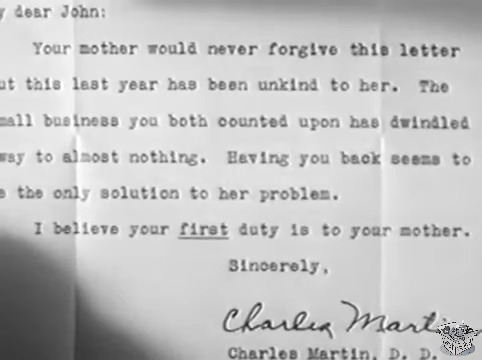 y dear John:
Your mother would never forgive this letter
ut this last year has been unkind to her. The
mall business you both counted upon has dwindled
way to almost nothing. Having you back seems to
e the only solution to her problem.
I believe your first duty is to your mother.
Sincerely,
Charles Marti
Charles Martin, D. D.